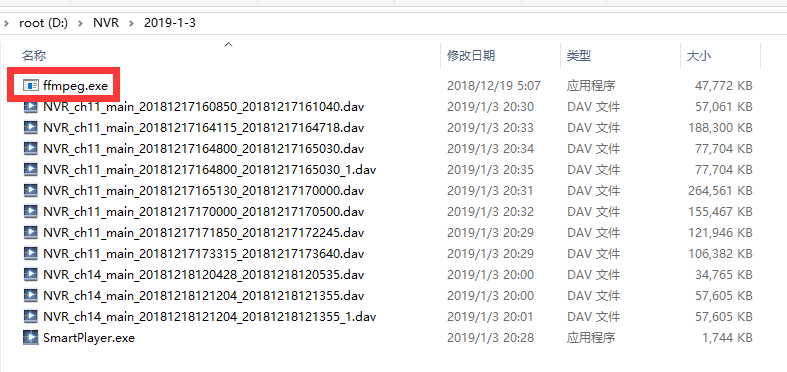 root (D:) NVR 2019-1-3
名称 修改日期 类型 大小
ffmpeg.exe 2018/12/19 5:07 应用程序 47,772 KB
NVR_ch11_main_20181217160850_20181217161040.dav 2019/1/3 20:30 DAV 文件 57,061 KB
NVR_ch11_main_20181217164115_20181217164718.dav 2019/1/3 20:33 DAV 文件 188,300 KB
NVR_ch11_main_20181217164800_20181217165030.dav 2019/1/3 20:34 DAV 文件 77,704 KB
NVR_ch11_main_20181217164800_20181217165030_1.dav 2019/1/3 20:35 DAV 文件 77,704 KB
NVR_ch11_main_20181217165130_20181217170000.dav 2019/1/3 20:31 DAV 文件 264,561 KB
NVR_ch11_main_20181217170000_20181217170500.dav 2019/1/3 20:32 DAV 文件 155,467 KB
NVR_ch11_main_20181217171850_20181217172245.dav 2019/1/3 20:29 DAV 文件 121,946 KB
NVR_ch11_main_20181217173315_20181217173640.dav 2019/1/3 20:29 DAV 文件 106,382 KB
NVR_ch14_main_20181218120428_20181218120535.dav 2019/1/3 20:00 DAV 文件 34,765 KB
NVR_ch14_main_20181218121204_20181218121355.dav 2019/1/3 20:00 DAV 文件 57,605 KB
NVR_ch14_main_20181218121204_20181218121355_1.dav 2019/1/3 20:01 DAV 文件 57,605 KB
SmartPlayer.exe 2019/1/3 20:28 应用程序 1,744 KB